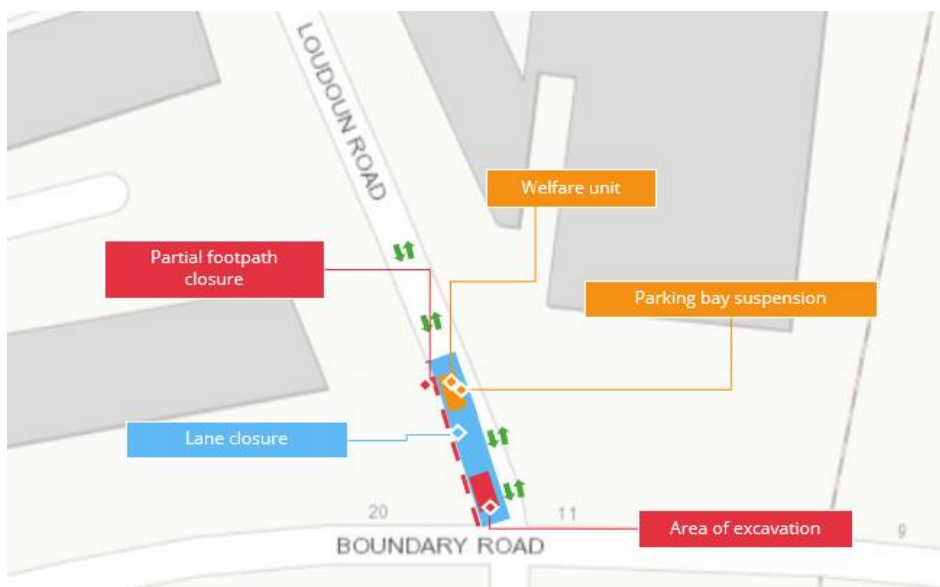 LOUDOUN ROAD
Welfare unit
Partial footpath
closure
Parking bay suspension
Lane closure
20
11
Area of excavation
9
BOUNDARY ROAD